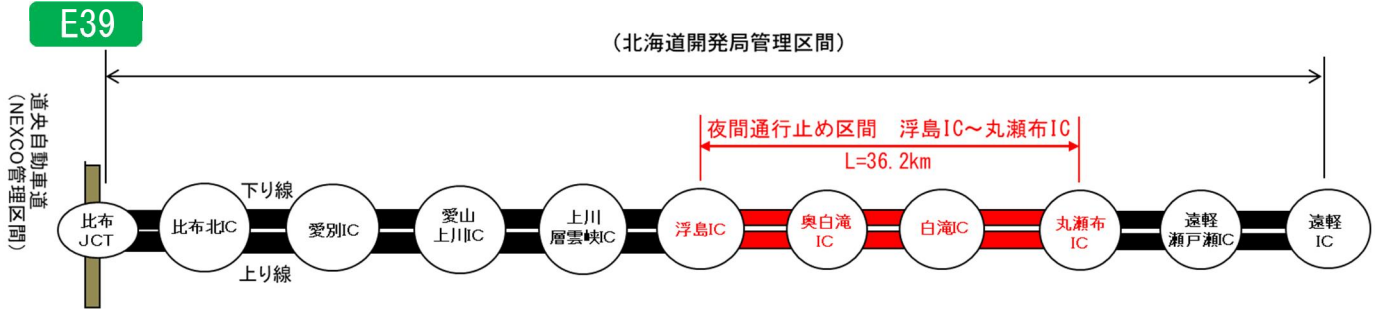 E39
(北海道開発局管理区間)
道央自動車道
(NEXCO管理区間)
夜間通行止め区間 浮島IC～丸瀬布IC
L=36.2km
下り線
比布
JCT
比布北IC
愛別IC
愛山
上川IC
上川
層雲峡IC
浮島IC
奥白滝
IC
白滝IC
丸瀬布
IC
遠軽
瀬戸瀬IC
遠軽
IC
上り線